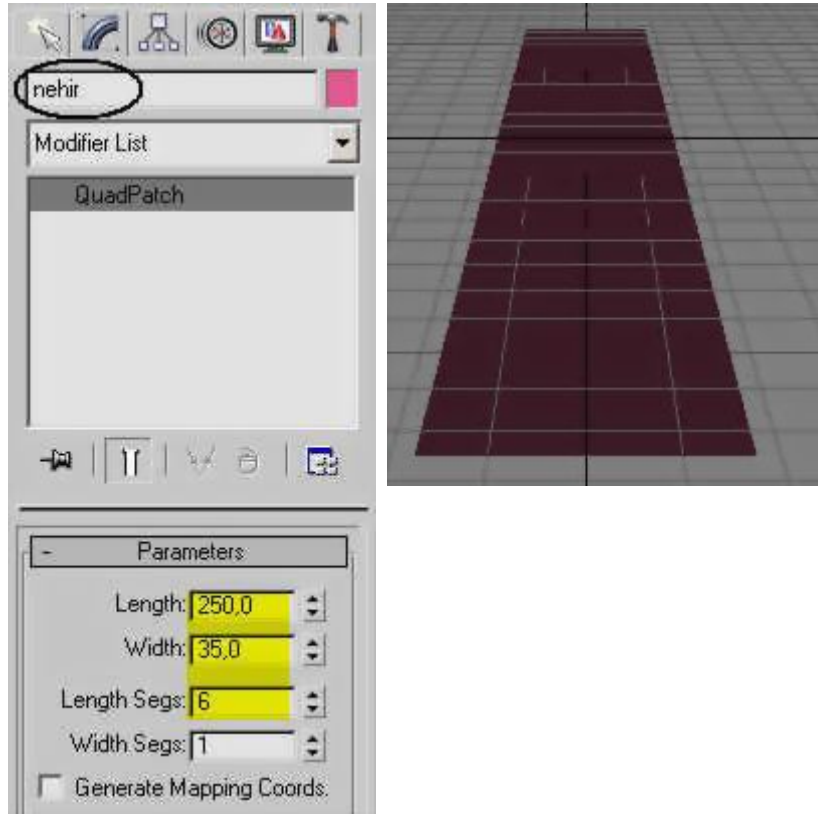 nehir
Modifier List
QuadPatch
- Parameters
Length: 250,0
Width: 35,0
Length Segs: 6
Width Segs: 1
Generate Mapping Coords.